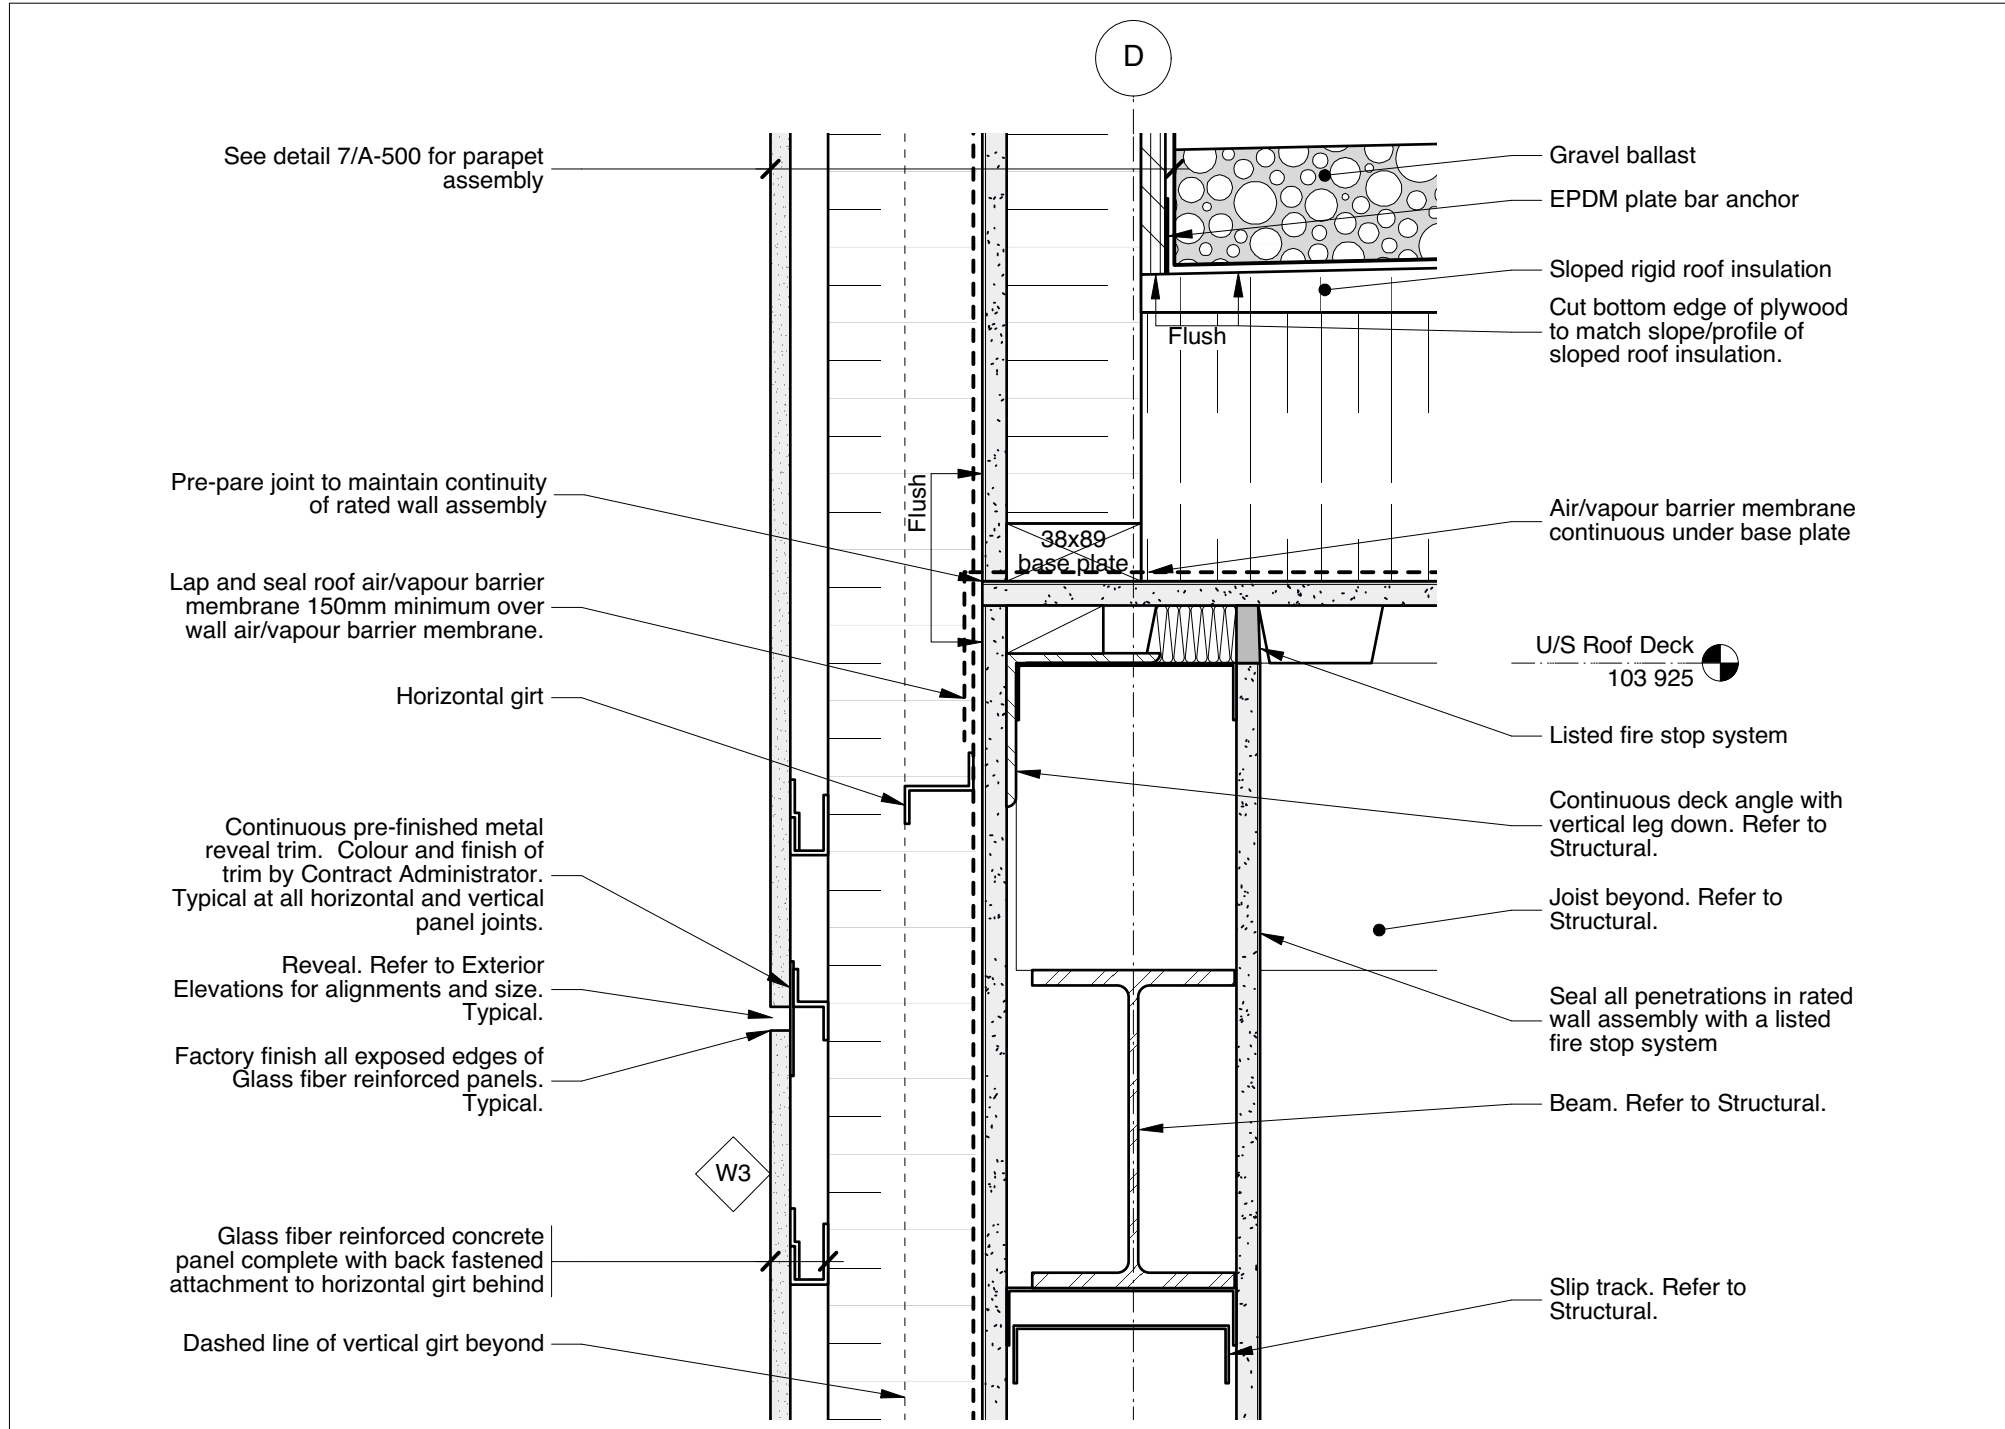 D
See detail 7/A-500 for parapet
assembly
Pre-pare joint to maintain continuity
of rated wall assembly
Lap and seal roof air/vapour barrier
membrane 150mm minimum over
wall air/vapour barrier membrane.
Horizontal girt
Continuous pre-finished metal
reveal trim.  Colour and finish of
trim by Contract Administrator.
Typical at all horizontal and vertical
panel joints.
Reveal. Refer to Exterior
Elevations for alignments and size.
Typical.
Factory finish all exposed edges of
Glass fiber reinforced panels.
Typical.
W3
Glass fiber reinforced concrete
panel complete with back fastened
attachment to horizontal girt behind
Dashed line of vertical girt beyond
Flush
38x89
base plate
Flush
Gravel ballast
EPDM plate bar anchor
Sloped rigid roof insulation
Cut bottom edge of plywood
to match slope/profile of
sloped roof insulation.
Air/vapour barrier membrane
continuous under base plate
U/S Roof Deck
103 925
Listed fire stop system
Continuous deck angle with
vertical leg down. Refer to
Structural.
Joist beyond. Refer to
Structural.
Seal all penetrations in rated
wall assembly with a listed
fire stop system
Beam. Refer to Structural.
Slip track. Refer to
Structural.